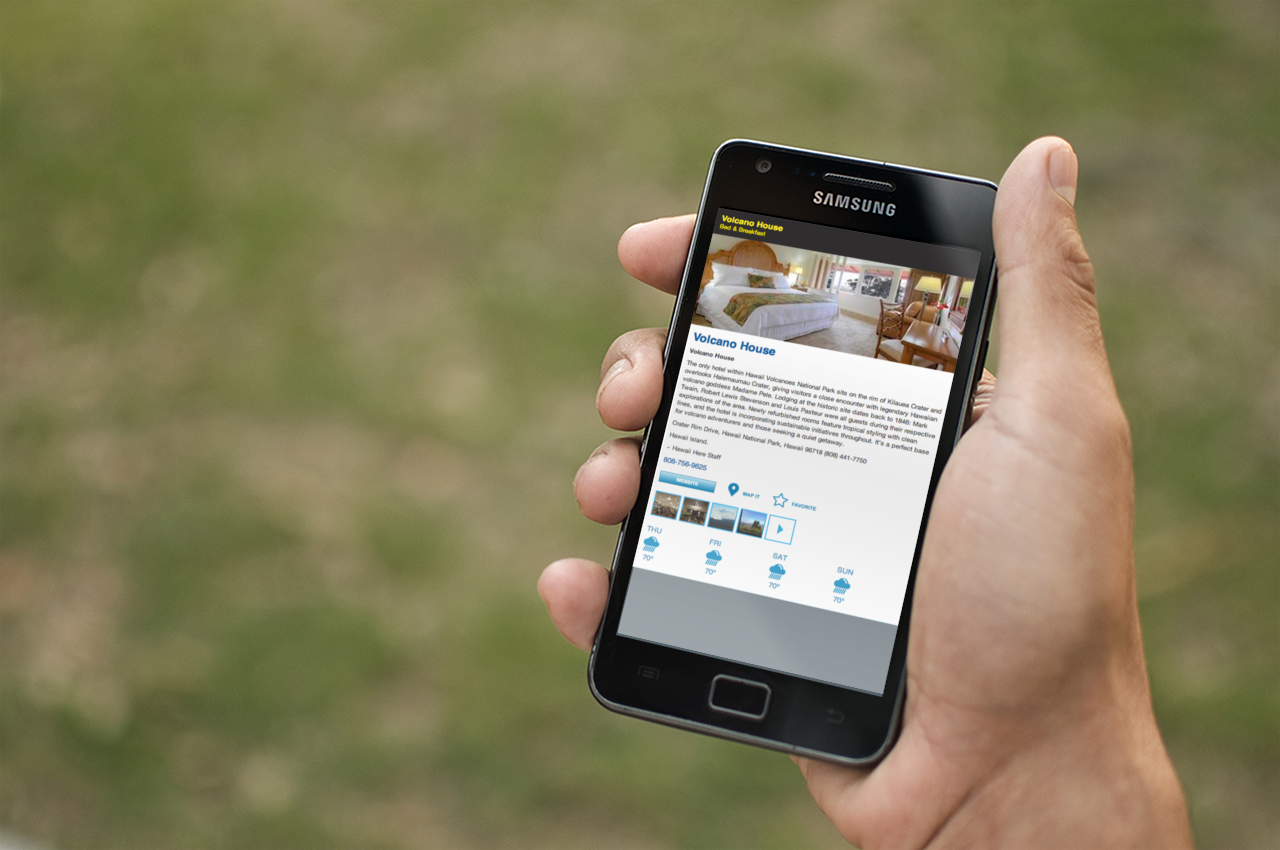 SAMSUNG
Volcano House
Bed & Breakfast
Volcano House
Volcano House
The only hotel within Hawaii Volcanoes National Park sits on the rim of Kilauea Crater and
overlooks Halemaumau Crater, giving visitors a close encounter with legendary Hawaiian
volcano goddess Madame Pele. Lodging at the historic site dates back to 1846; Mark
Twain, Robert Lewis Stevenson and Louis Pasteur were all guests during their respective
explorations of the area. Newly refurbished rooms feature tropical styling with clean
lines, and the hotel is incorporating sustainable initiatives throughout. It's a perfect base
for volcano adventurers and those seeking a quiet getaway.
Crater Rim Drive, Hawaii National Park, Hawaii 96718 (808) 441-7750
Hawaii Island.
– Hawaii Here Staff
808-756-9625
WEBSITE MAP IT FAVORITE
THU FRI SAT SUN
70° 70° 70° 70°